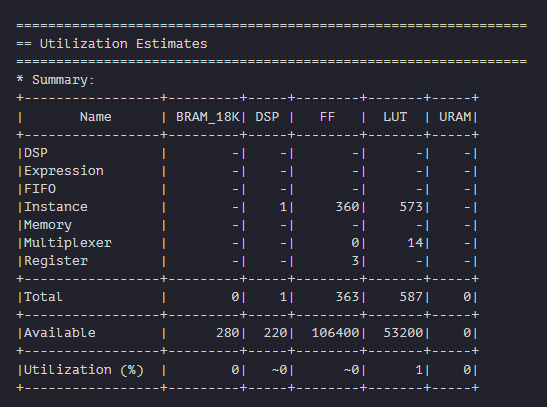 ================================================================
== Utilization Estimates
================================================================
* Summary:
+-----------------+---------+-----+--------+-------+-----+
|       Name      | BRAM_18K| DSP |   FF   |  LUT  | URAM|
+-----------------+---------+-----+--------+-------+-----+
|DSP              |        -|    -|       -|      -|    -|
|Expression       |        -|    -|       -|      -|    -|
|FIFO             |        -|    -|       -|      -|    -|
|Instance         |        -|    1|     360|    573|    -|
|Memory           |        -|    -|       -|      -|    -|
|Multiplexer      |        -|    -|       0|     14|    -|
|Register         |        -|    -|       3|      -|    -|
+-----------------+---------+-----+--------+-------+-----+
|Total            |        0|    1|     363|    587|    0|
+-----------------+---------+-----+--------+-------+-----+
|Available        |      280|  220|  106400|  53200|    0|
+-----------------+---------+-----+--------+-------+-----+
|Utilization (%)  |        0|   ~0|      ~0|      1|    0|
+-----------------+---------+-----+--------+-------+-----+